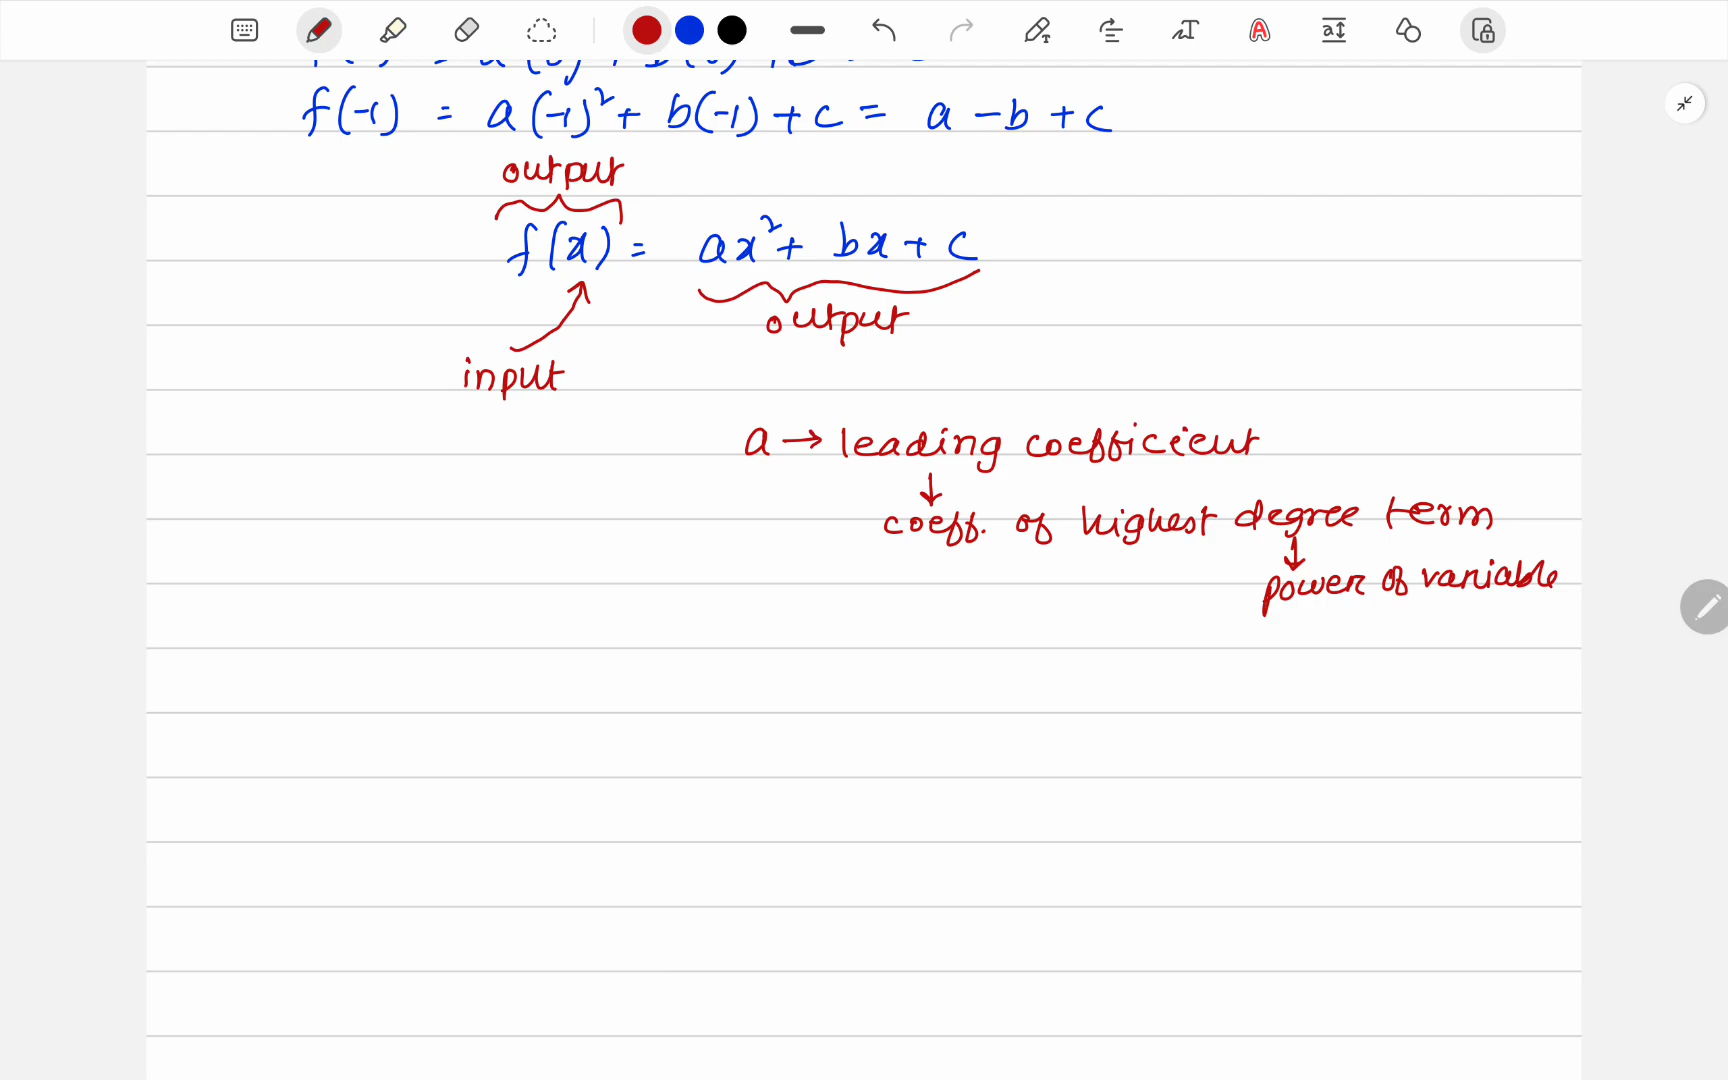 f(-1) = a(-1)² + b(-1) + c = a - b + c
output
f(x) = ax² + bx + c
output
input
a → leading coefficient
↓
coeff. of highest degree term
↓
power of variable